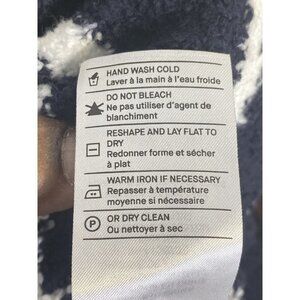 HAND WASH COLD
Laver à la main à l'eau froide
DO NOT BLEACH
Ne pas utiliser d'agent de
blanchiment
RESHAPE AND LAY FLAT TO
DRY
Redonner forme et sécher
à plat
WARM IRON IF NECESSARY
Repasser à température
moyenne si nécessaire
P
OR DRY CLEAN
Ou nettoyer à sec